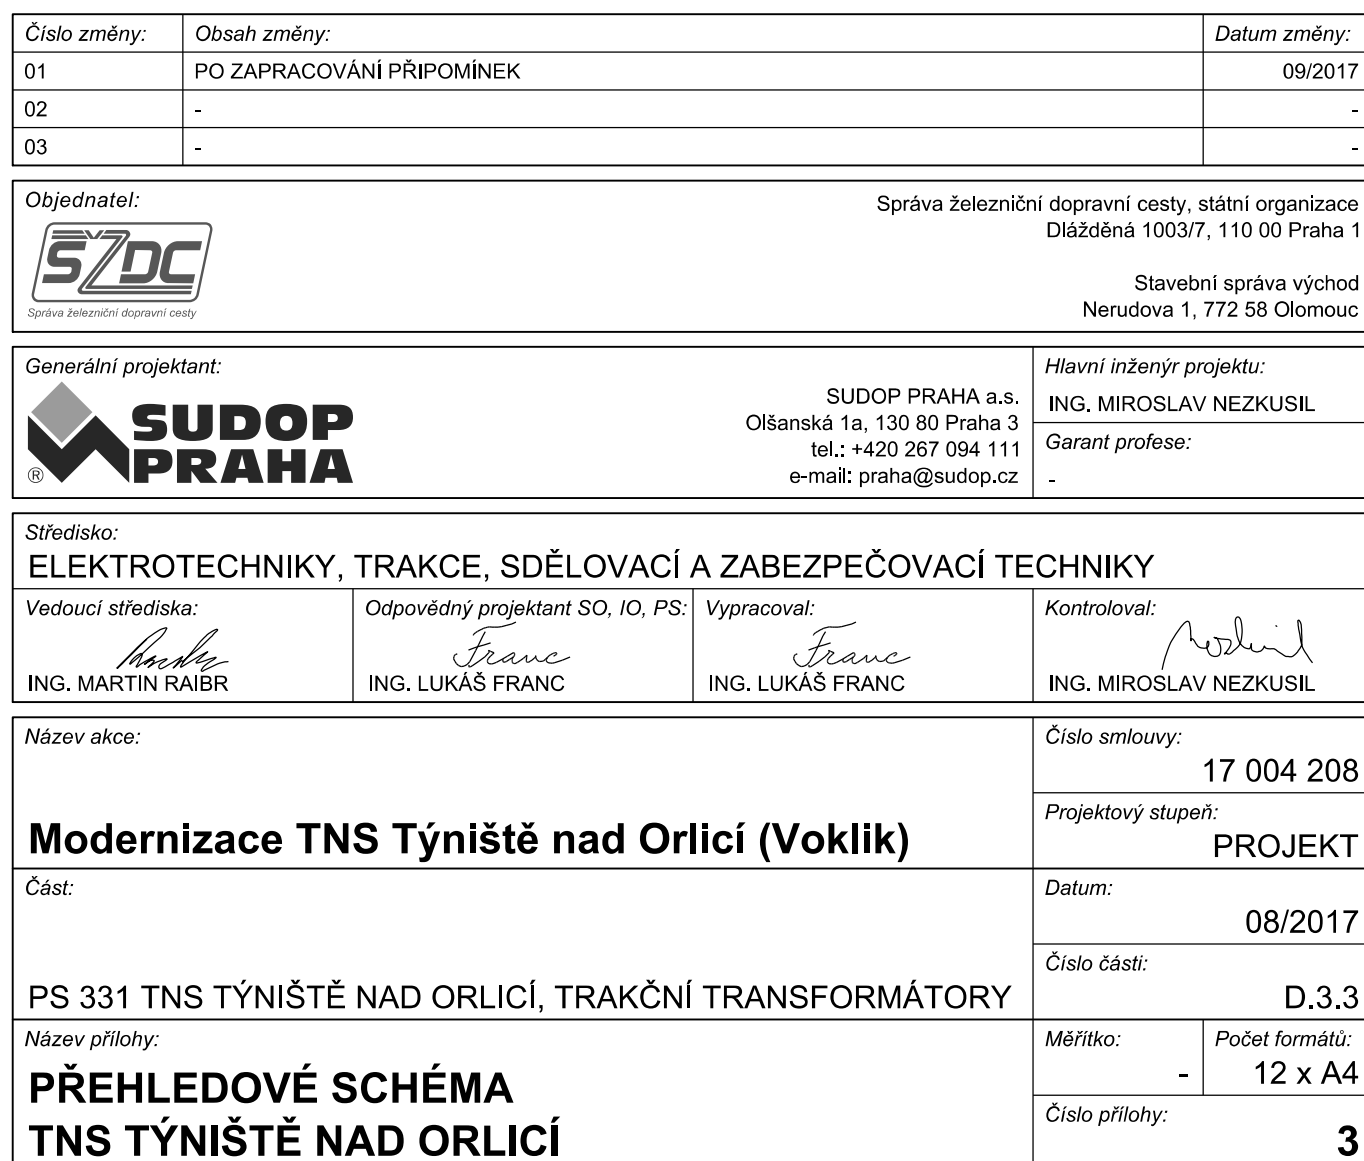 Číslo změny: Obsah změny: Datum změny:
01 PO ZAPRACOVÁNÍ PŘIPOMÍNEK 09/2017
02 - -
03 - -
Objednatel:
Správa železniční dopravní cesty, státní organizace
Dlážděná 1003/7, 110 00 Praha 1
SŽDC
Správa železniční dopravní cesty
Stavební správa východ
Nerudova 1, 772 58 Olomouc
Generální projektant:
SUDOP
PRAHA
®
SUDOP PRAHA a.s.
Olšanská 1a, 130 80 Praha 3
tel.: +420 267 094 111
e-mail: praha@sudop.cz
Hlavní inženýr projektu:
ING. MIROSLAV NEZKUSIL
Garant profese:
-
Středisko:
ELEKTROTECHNIKY, TRAKCE, SDĚLOVACÍ A ZABEZPEČOVACÍ TECHNIKY
Vedoucí střediska: Odpovědný projektant SO, IO, PS: Vypracoval: Kontroloval:
Franc Franc
ING. MARTIN RAIBR ING. LUKÁŠ FRANC ING. LUKÁŠ FRANC ING. MIROSLAV NEZKUSIL
Název akce:
Modernizace TNS Týniště nad Orlicí (Voklik)
Číslo smlouvy:
17 004 208
Projektový stupeň:
PROJEKT
Část:
PS 331 TNS TÝNIŠTĚ NAD ORLICÍ, TRAKČNÍ TRANSFORMÁTORY
Datum:
08/2017
Číslo části:
D.3.3
Název přílohy:
PŘEHLEDOVÉ SCHÉMA
TNS TÝNIŠTĚ NAD ORLICÍ
Měřítko: Počet formátů:
- 12 x A4
Číslo přílohy:
3